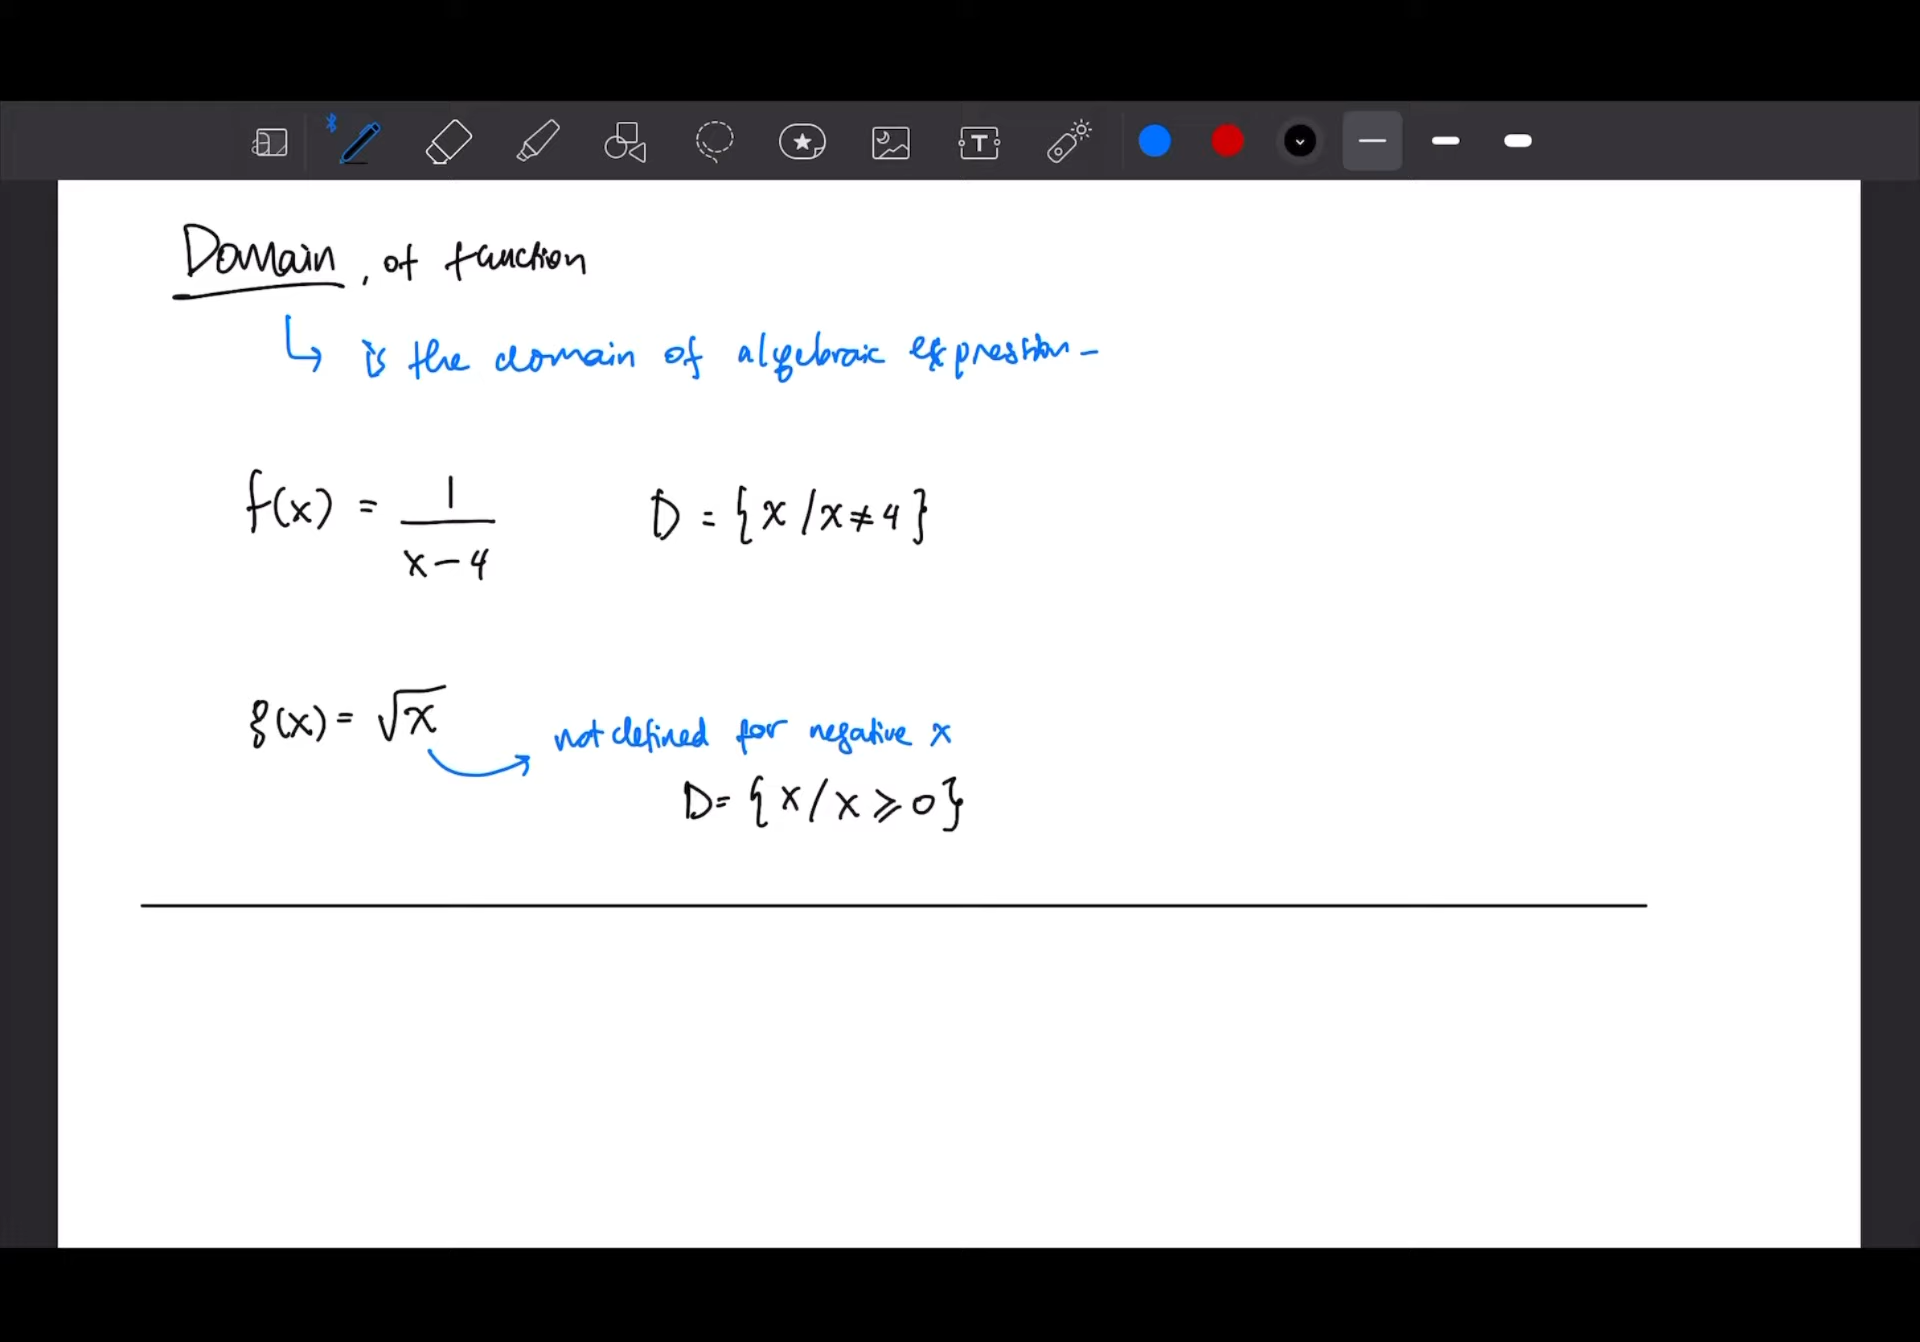 Domain, of function
↳ is the domain of algebraic expression -
f(x) = 1/(x-4) D = {x / x ≠ 4}
g(x) = √x not defined for negative x
D = {x / x ⩾ 0}